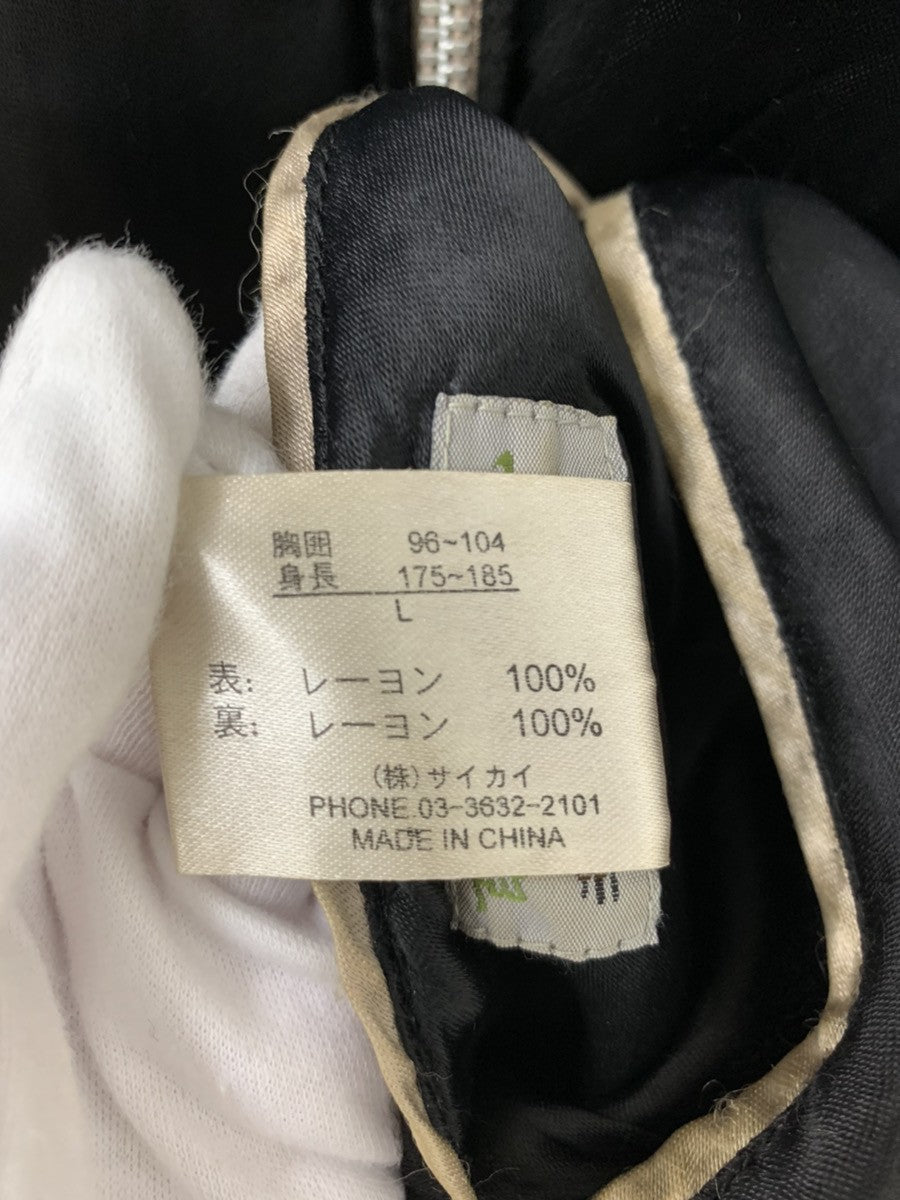 胸囲 96~104
身長 175~185
L
表: レーヨン 100%
裏: レーヨン 100%
(株)サイカイ
PHONE.03-3632-2101
MADE IN CHINA